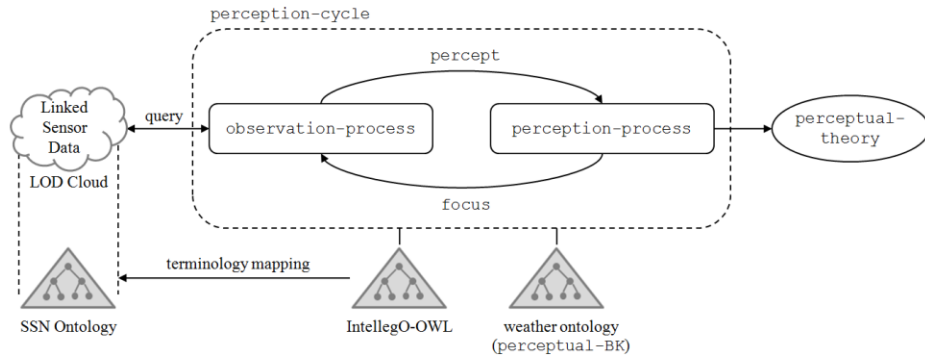 perception-cycle
percept
Linked
Sensor
Data
query
observation-process
perception-process
perceptual-
theory
LOD Cloud
focus
terminology mapping
SSN Ontology
IntellegO-OWL
weather ontology
(perceptual-BK)